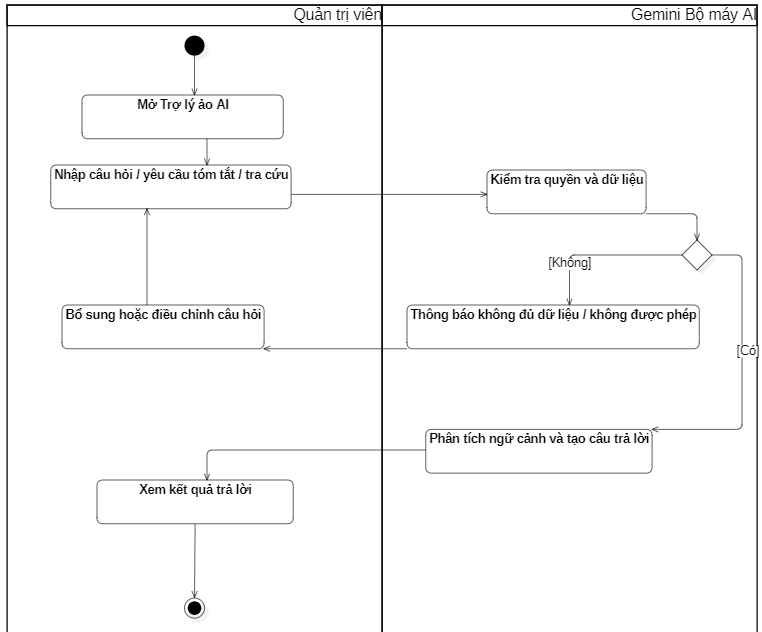 Quản trị viên
Gemini Bộ máy AI
Mở Trợ lý ảo AI
Nhập câu hỏi / yêu cầu tóm tắt / tra cứu
Kiểm tra quyền và dữ liệu
[Không]
Bổ sung hoặc điều chỉnh câu hỏi
Thông báo không đủ dữ liệu / không được phép
[Có]
Phân tích ngữ cảnh và tạo câu trả lời
Xem kết quả trả lời